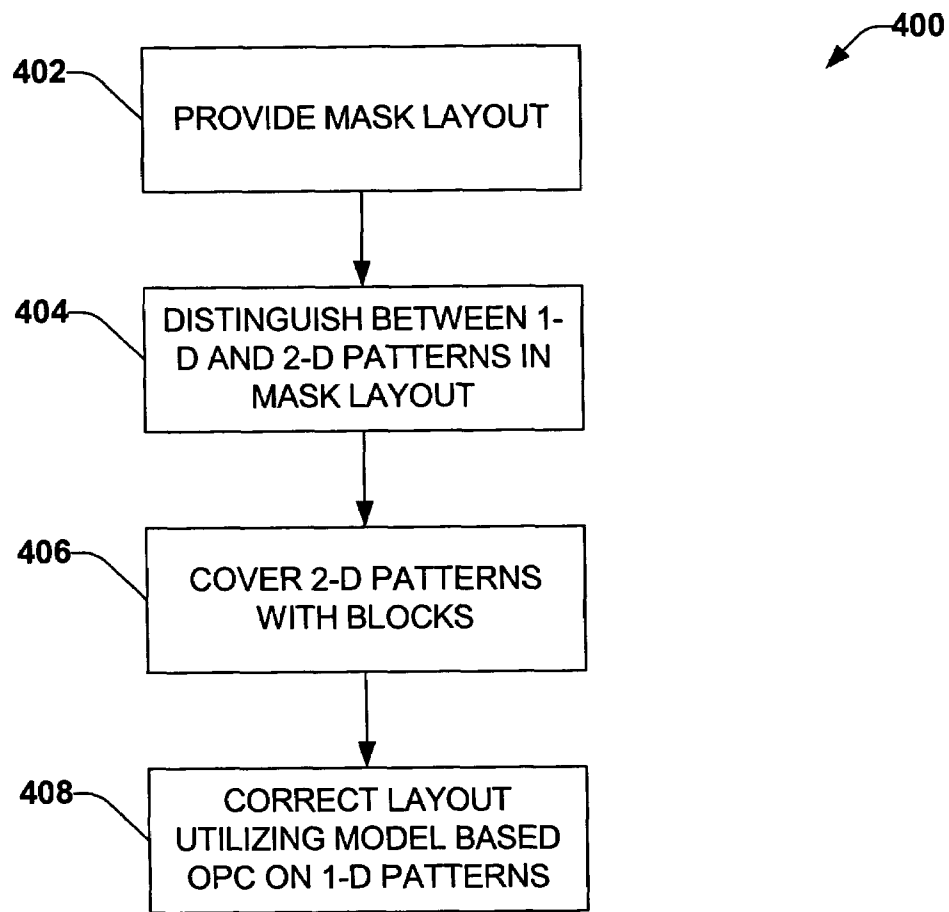 400
402
PROVIDE MASK LAYOUT
404
DISTINGUISH BETWEEN 1-
D AND 2-D PATTERNS IN
MASK LAYOUT
406
COVER 2-D PATTERNS
WITH BLOCKS
408
CORRECT LAYOUT
UTILIZING MODEL BASED
OPC ON 1-D PATTERNS